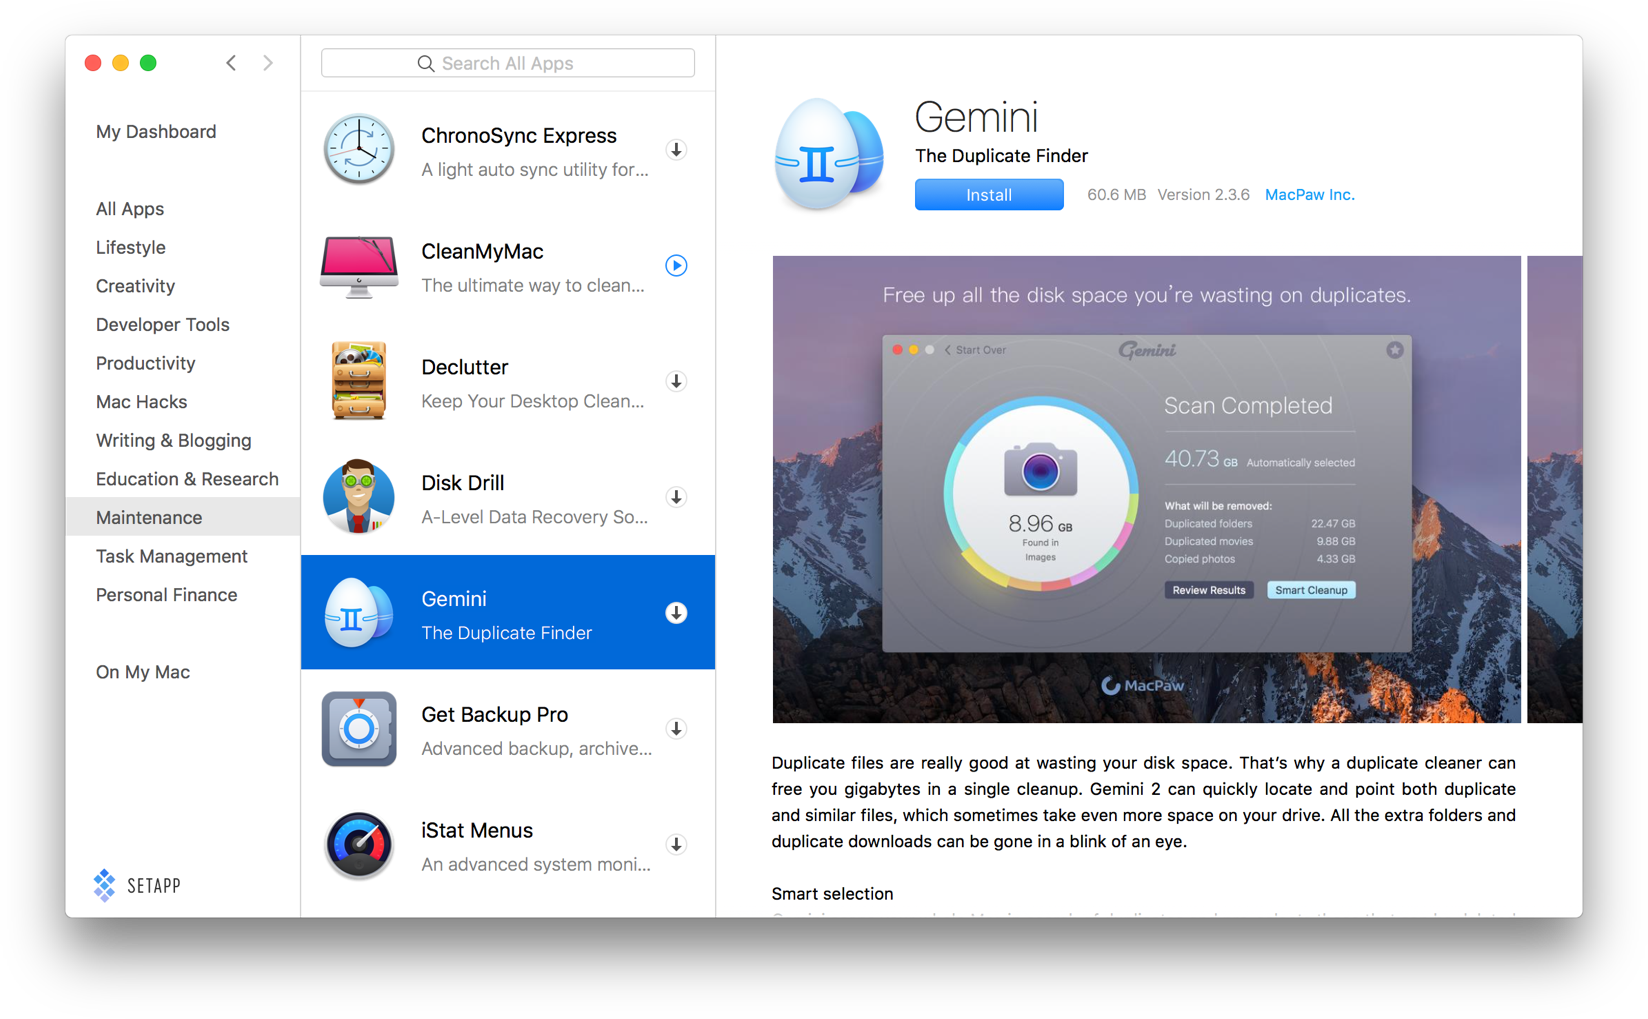 My Dashboard
All Apps
Lifestyle
Creativity
Developer Tools
Productivity
Mac Hacks
Writing & Blogging
Education & Research
Maintenance
Task Management
Personal Finance
On My Mac
SETAPP
Search All Apps
ChronoSync Express
A light auto sync utility for...
CleanMyMac
The ultimate way to clean...
Declutter
Keep Your Desktop Clean...
Disk Drill
A-Level Data Recovery So...
Gemini
The Duplicate Finder
Get Backup Pro
Advanced backup, archive...
iStat Menus
An advanced system moni...
Gemini
The Duplicate Finder
Install 60.6 MB Version 2.3.6 MacPaw Inc.
Free up all the disk space you're wasting on duplicates.
Start Over Gemini
Scan Completed
40.73 GB Automatically selected
8.96 GB
Found in
Images
What will be removed:
Duplicated folders 22.47 GB
Duplicated movies 9.88 GB
Copied photos 4.33 GB
Review Results Smart Cleanup
MacPaw
Duplicate files are really good at wasting your disk space. That's why a duplicate cleaner can
free you gigabytes in a single cleanup. Gemini 2 can quickly locate and point both duplicate
and similar files, which sometimes take even more space on your drive. All the extra folders and
duplicate downloads can be gone in a blink of an eye.
Smart selection